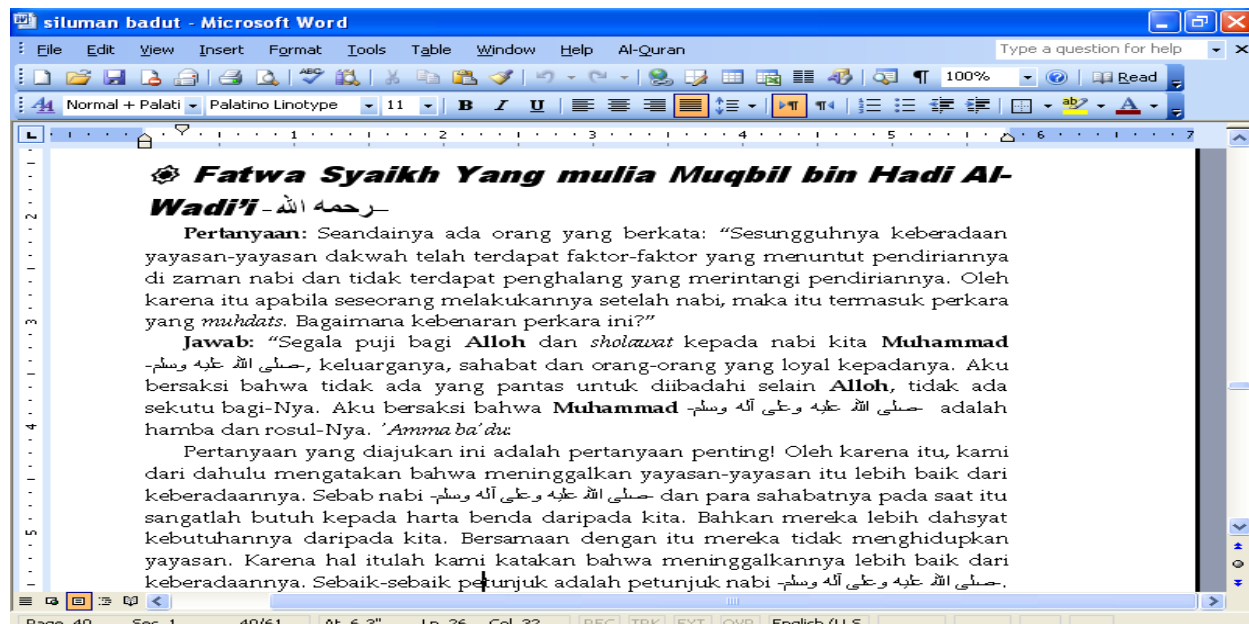 siluman badut - Microsoft Word
File Edit View Insert Format Tools Table Window Help Al-Quran Type a question for help
100% Read
Normal + Palati Palatino Linotype 11 B I U
1 2 3 4 5 6 7
Fatwa Syaikh Yang mulia Muqbil bin Hadi Al-
Wadi'i -رحمه الله-
Pertanyaan: Seandainya ada orang yang berkata: “Sesungguhnya keberadaan
yayasan-yayasan dakwah telah terdapat faktor-faktor yang menuntut pendiriannya
di zaman nabi dan tidak terdapat penghalang yang merintangi pendiriannya. Oleh
karena itu apabila seseorang melakukannya setelah nabi, maka itu termasuk perkara
yang muhdats. Bagaimana kebenaran perkara ini?”
Jawab: “Segala puji bagi Alloh dan sholawat kepada nabi kita Muhammad
-صلى الله عليه وسلم-, keluarganya, sahabat dan orang-orang yang loyal kepadanya. Aku
bersaksi bahwa tidak ada yang pantas untuk diibadahi selain Alloh, tidak ada
sekutu bagi-Nya. Aku bersaksi bahwa Muhammad -صلى الله عليه وعلى آله وسلم- adalah
hamba dan rosul-Nya. 'Amma ba'du:
Pertanyaan yang diajukan ini adalah pertanyaan penting! Oleh karena itu, kami
dari dahulu mengatakan bahwa meninggalkan yayasan-yayasan itu lebih baik dari
keberadaannya. Sebab nabi -صلى الله عليه وعلى آله وسلم- dan para sahabatnya pada saat itu
sangatlah butuh kepada harta benda daripada kita. Bahkan mereka lebih dahsyat
kebutuhannya daripada kita. Bersamaan dengan itu mereka tidak menghidupkan
yayasan. Karena hal itulah kami katakan bahwa meninggalkannya lebih baik dari
keberadaannya. Sebaik-sebaik petunjuk adalah petunjuk nabi -صلى الله عليه وعلى آله وسلم-.
Page 40 Sec 1 40/61 At 6.3" Ln 26 Col 32 REC TRK EXT OVR English (U.S